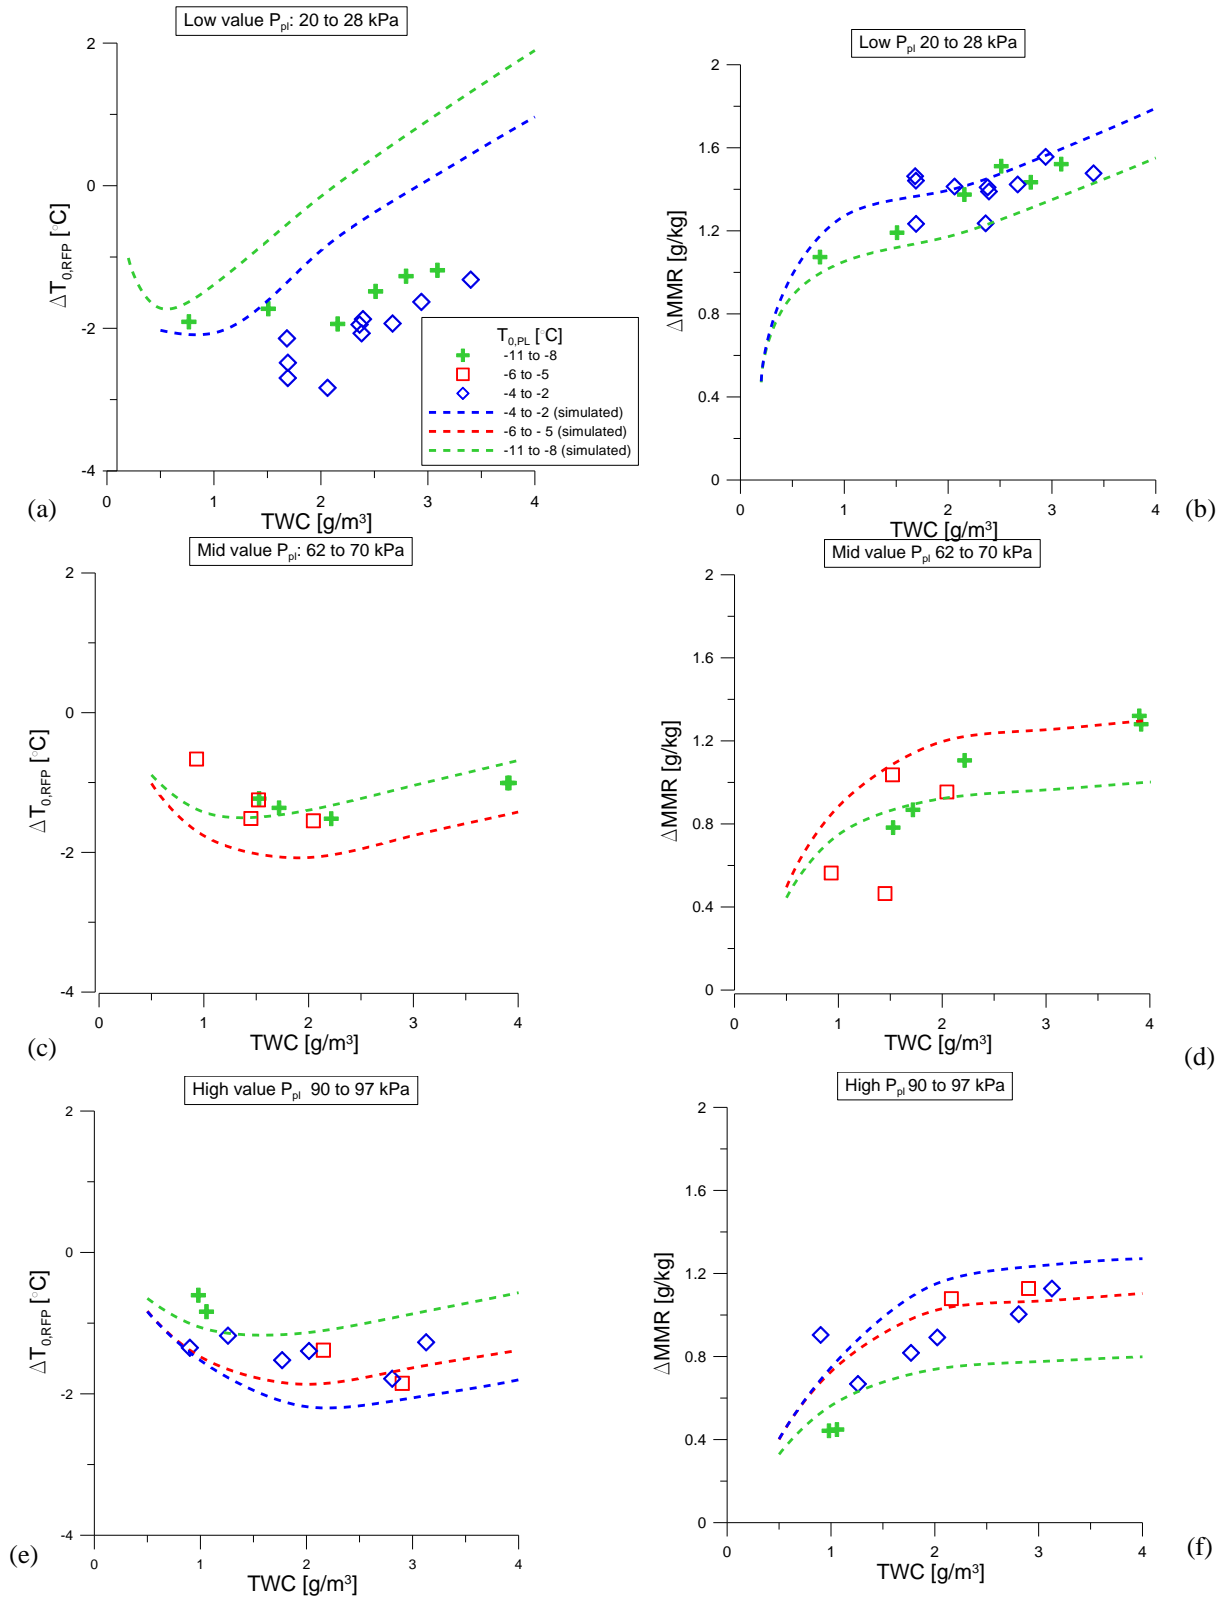 Low value Ppl: 20 to 28 kPa
2
0
-2
-4
ΔT0,RFP [°C]
0
1
2
3
4
TWC [g/m³]
(a)
T0,PL [°C]
-11 to -8
-6 to -5
-4 to -2
-4 to -2 (simulated)
-6 to - 5 (simulated)
-11 to -8 (simulated)
Low Ppl 20 to 28 kPa
2
1.6
1.2
0.8
0.4
0
ΔMMR [g/kg]
0
1
2
3
4
TWC [g/m³]
(b)
Mid value Ppl: 62 to 70 kPa
2
0
-2
-4
ΔT0,RFP [°C]
0
1
2
3
4
TWC [g/m³]
(c)
Mid value Ppl 62 to 70 kPa
2
1.6
1.2
0.8
0.4
0
ΔMMR [g/kg]
0
1
2
3
4
TWC [g/m³]
(d)
High value Ppl 90 to 97 kPa
2
0
-2
-4
ΔT0,RFP [°C]
0
1
2
3
4
TWC [g/m³]
(e)
High Ppl 90 to 97 kPa
2
1.6
1.2
0.8
0.4
0
ΔMMR [g/kg]
0
1
2
3
4
TWC [g/m³]
(f)